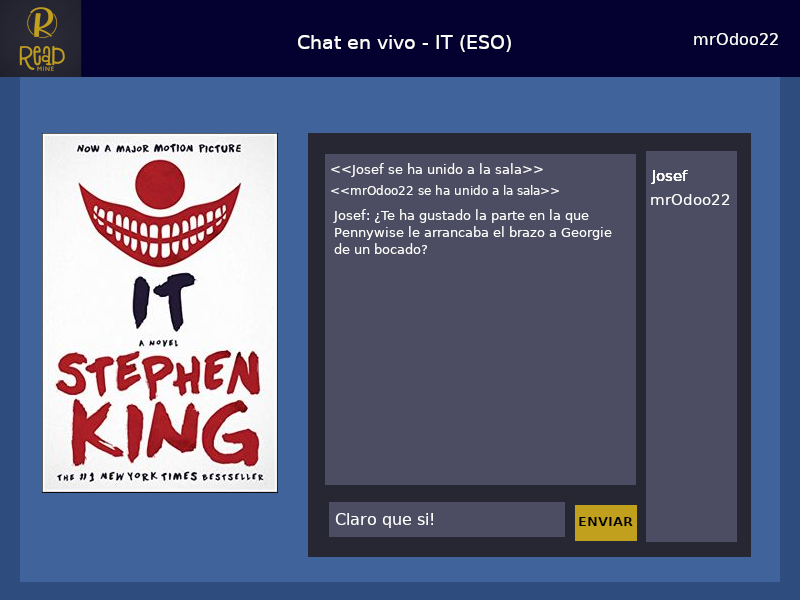 Read
MINE
Chat en vivo - IT (ESO)
mrOdoo22
NOW A MAJOR MOTION PICTURE
IT
A NOVEL
STEPHEN
KING
THE #1 NEW YORK TIMES BESTSELLER
<<Josef se ha unido a la sala>>
<<mrOdoo22 se ha unido a la sala>>
Josef: ¿Te ha gustado la parte en la que
Pennywise le arrancaba el brazo a Georgie
de un bocado?
Claro que si!
ENVIAR
Josef
mrOdoo22